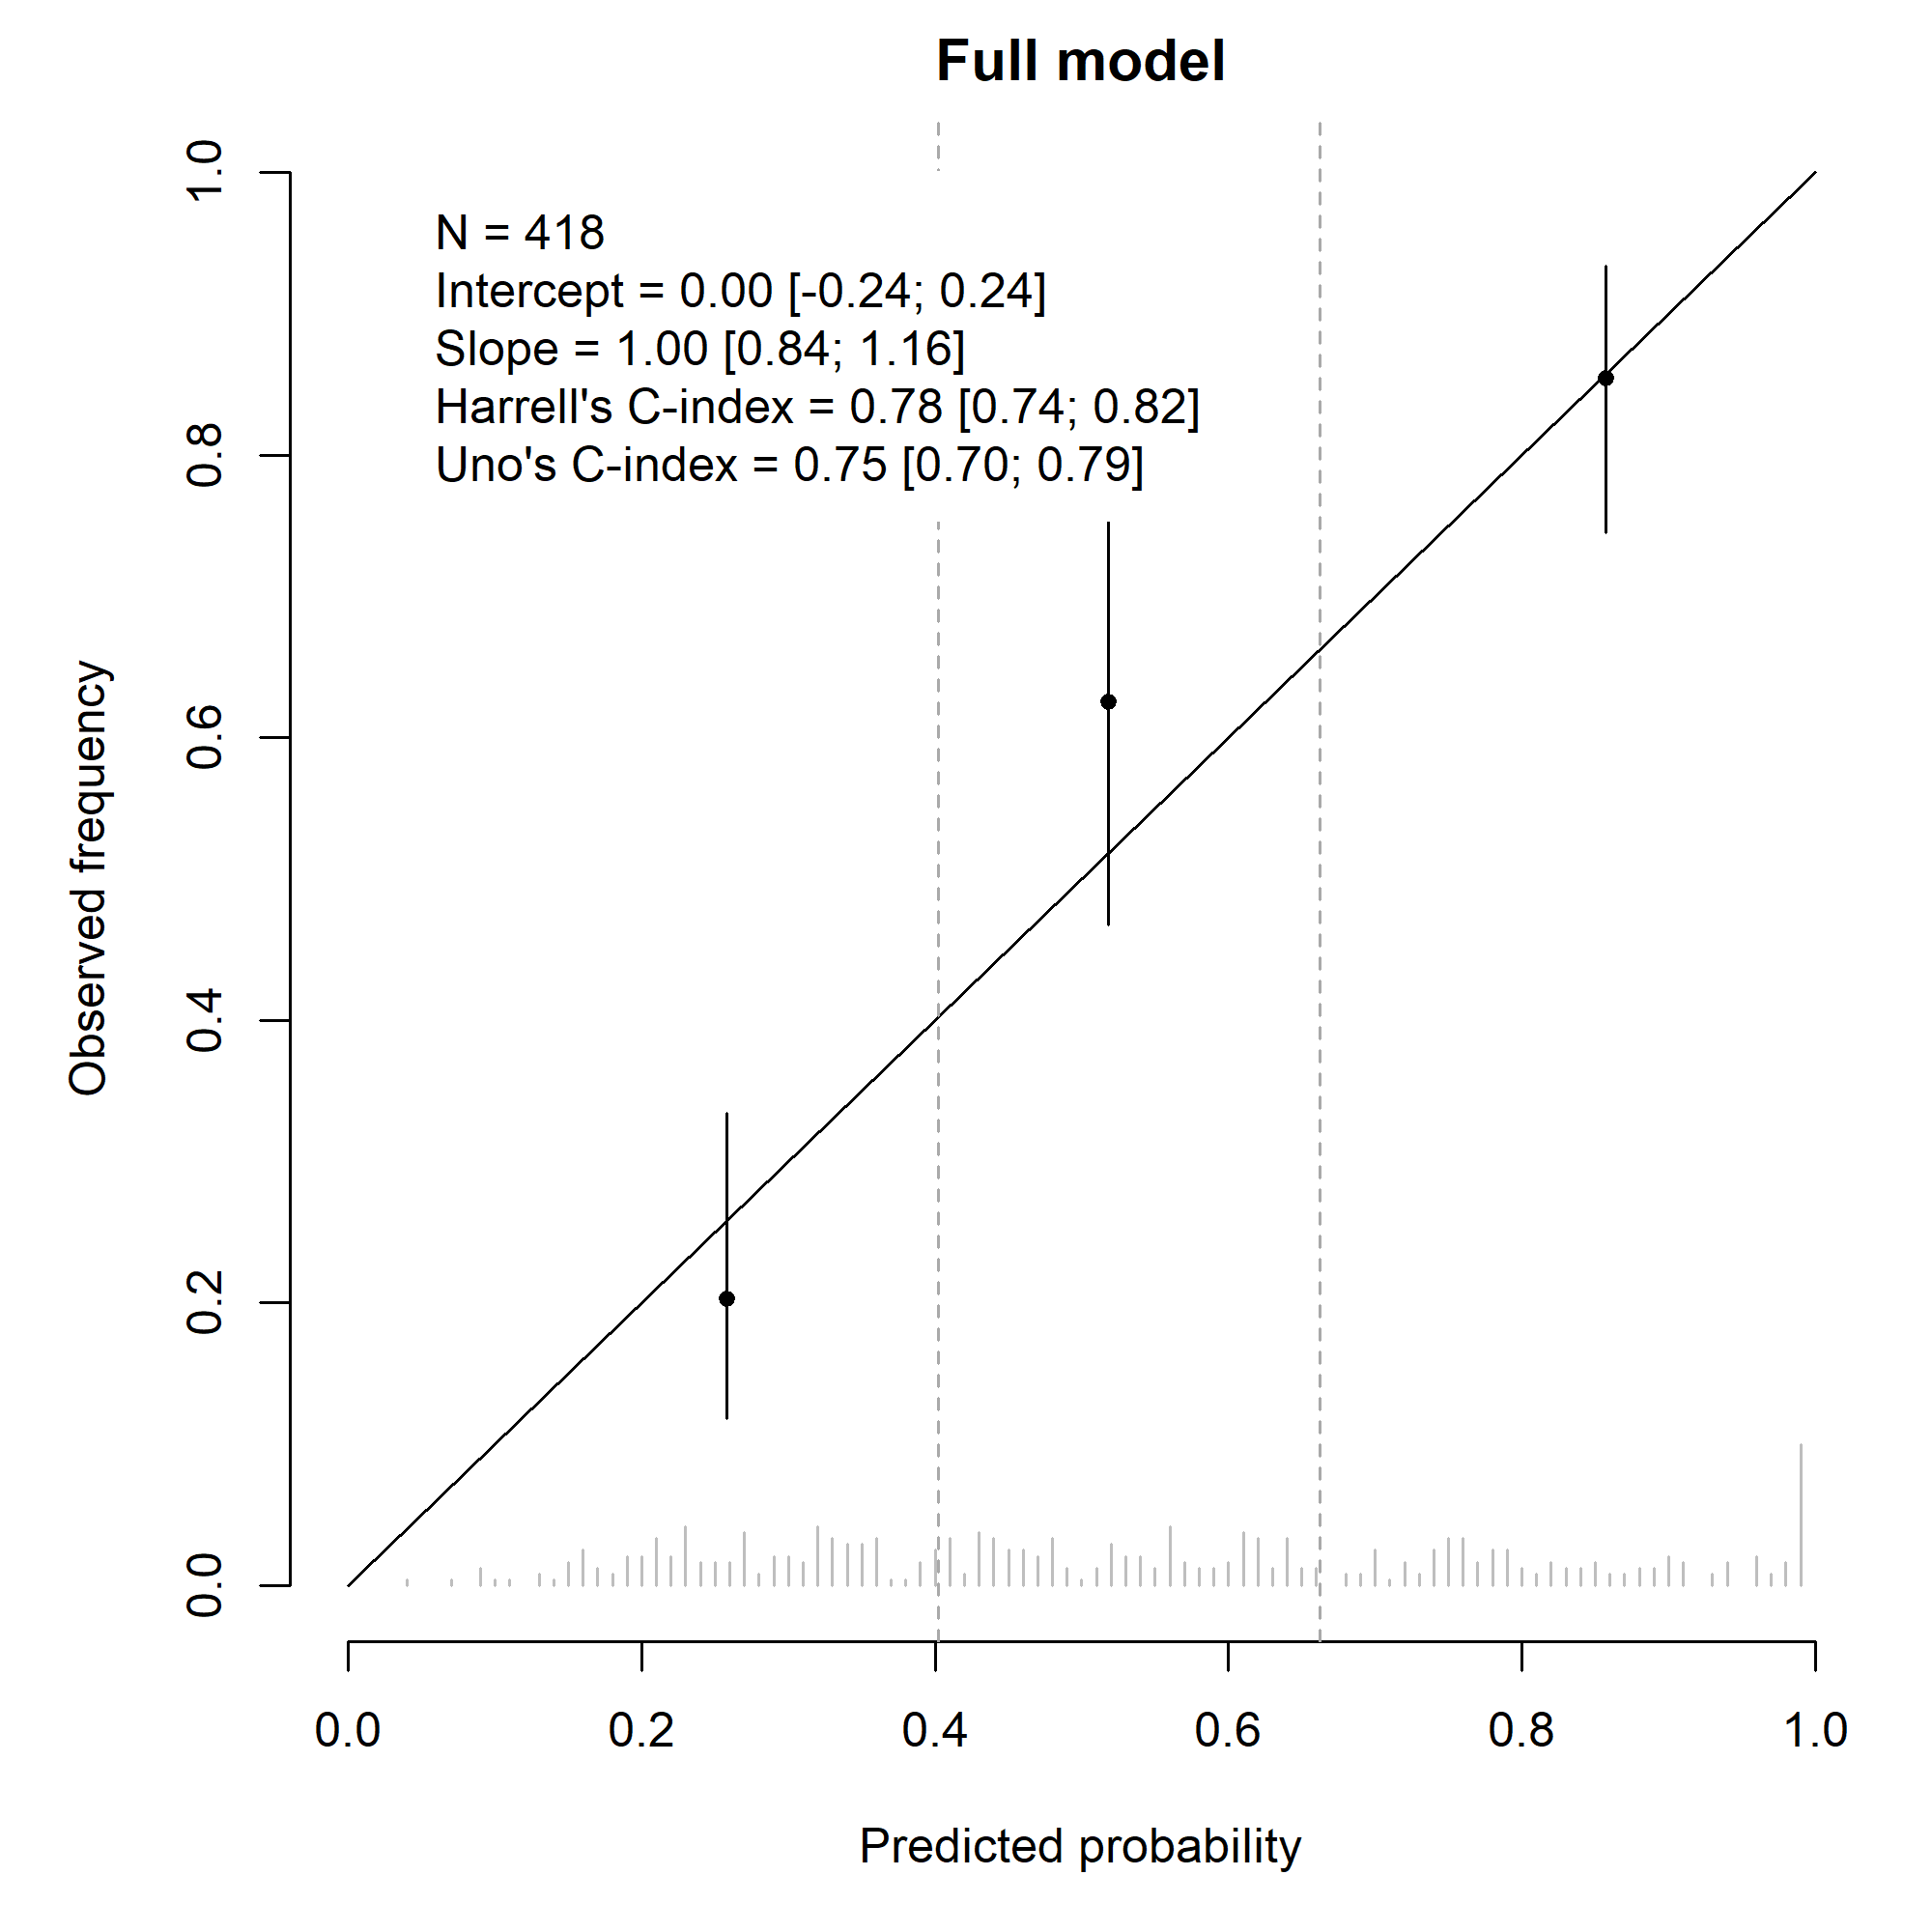 Full model
N = 418
Intercept = 0.00 [-0.24; 0.24]
Slope = 1.00 [0.84; 1.16]
Harrell's C-index = 0.78 [0.74; 0.82]
Uno's C-index = 0.75 [0.70; 0.79]
Observed frequency
1.0
0.8
0.6
0.4
0.2
0.0
0.0 0.2 0.4 0.6 0.8 1.0
Predicted probability